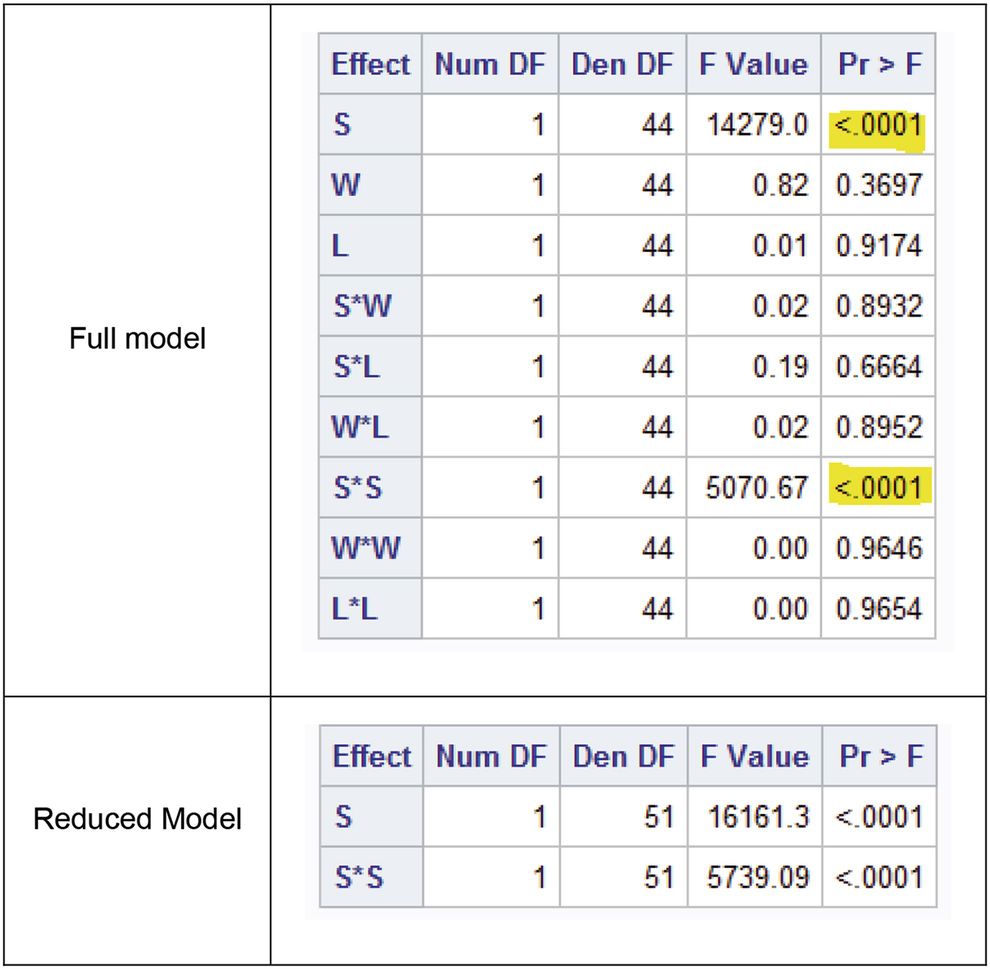 Effect Num DF Den DF F Value Pr > F
S 1 44 14279.0 <.0001
W 1 44 0.82 0.3697
L 1 44 0.01 0.9174
S*W 1 44 0.02 0.8932
Full model
S*L 1 44 0.19 0.6664
W*L 1 44 0.02 0.8952
S*S 1 44 5070.67 <.0001
W*W 1 44 0.00 0.9646
L*L 1 44 0.00 0.9654
Effect Num DF Den DF F Value Pr > F
Reduced Model
S 1 51 16161.3 <.0001
S*S 1 51 5739.09 <.0001